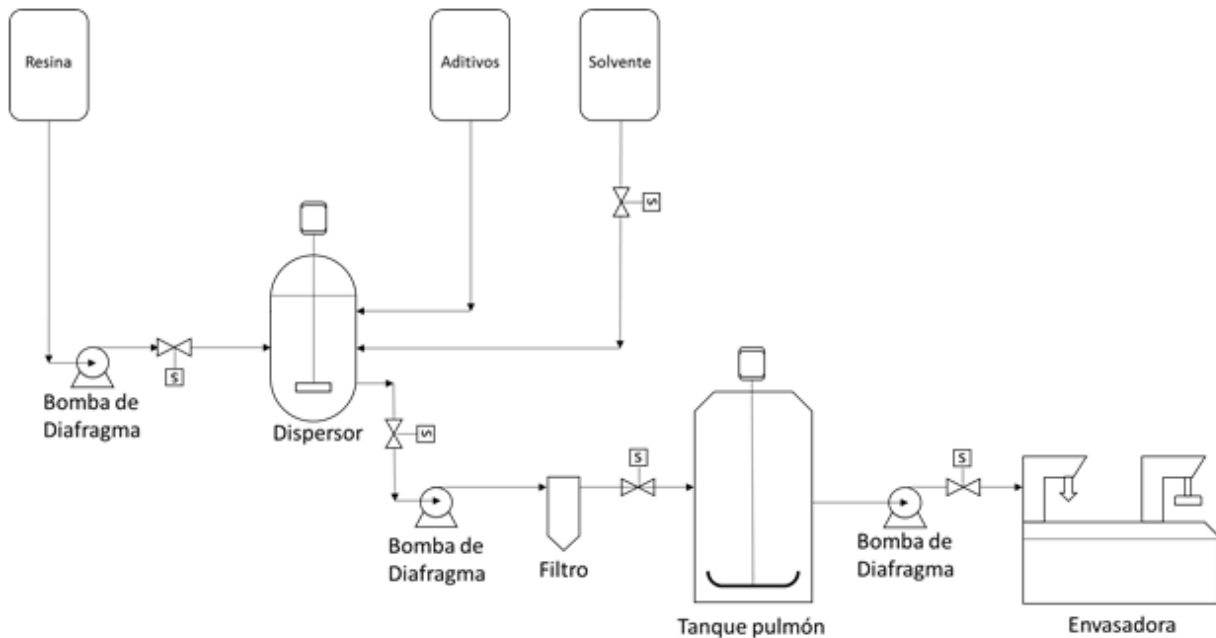 Resina
Aditivos
Solvente
S
S
Bomba de
Diafragma
Dispersor
S
S
S
Bomba de
Diafragma
Filtro
Bomba de
Diafragma
Tanque pulmón
Envasadora